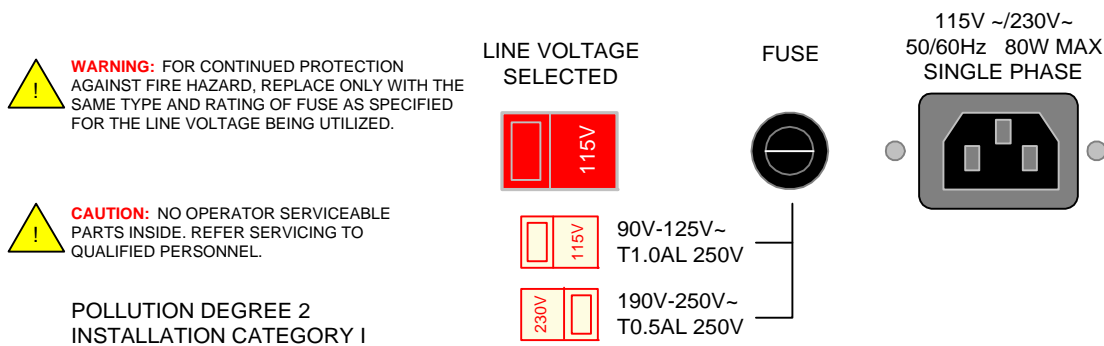 WARNING: FOR CONTINUED PROTECTION
AGAINST FIRE HAZARD, REPLACE ONLY WITH THE
SAME TYPE AND RATING OF FUSE AS SPECIFIED
FOR THE LINE VOLTAGE BEING UTILIZED.
!
CAUTION: NO OPERATOR SERVICEABLE
PARTS INSIDE. REFER SERVICING TO
QUALIFIED PERSONNEL.
!
POLLUTION DEGREE 2
INSTALLATION CATEGORY I
LINE VOLTAGE
SELECTED
115V
115V
90V-125V~
T1.0AL 250V
230V
190V-250V~
T0.5AL 250V
FUSE
115V ~/230V~
50/60Hz 80W MAX
SINGLE PHASE